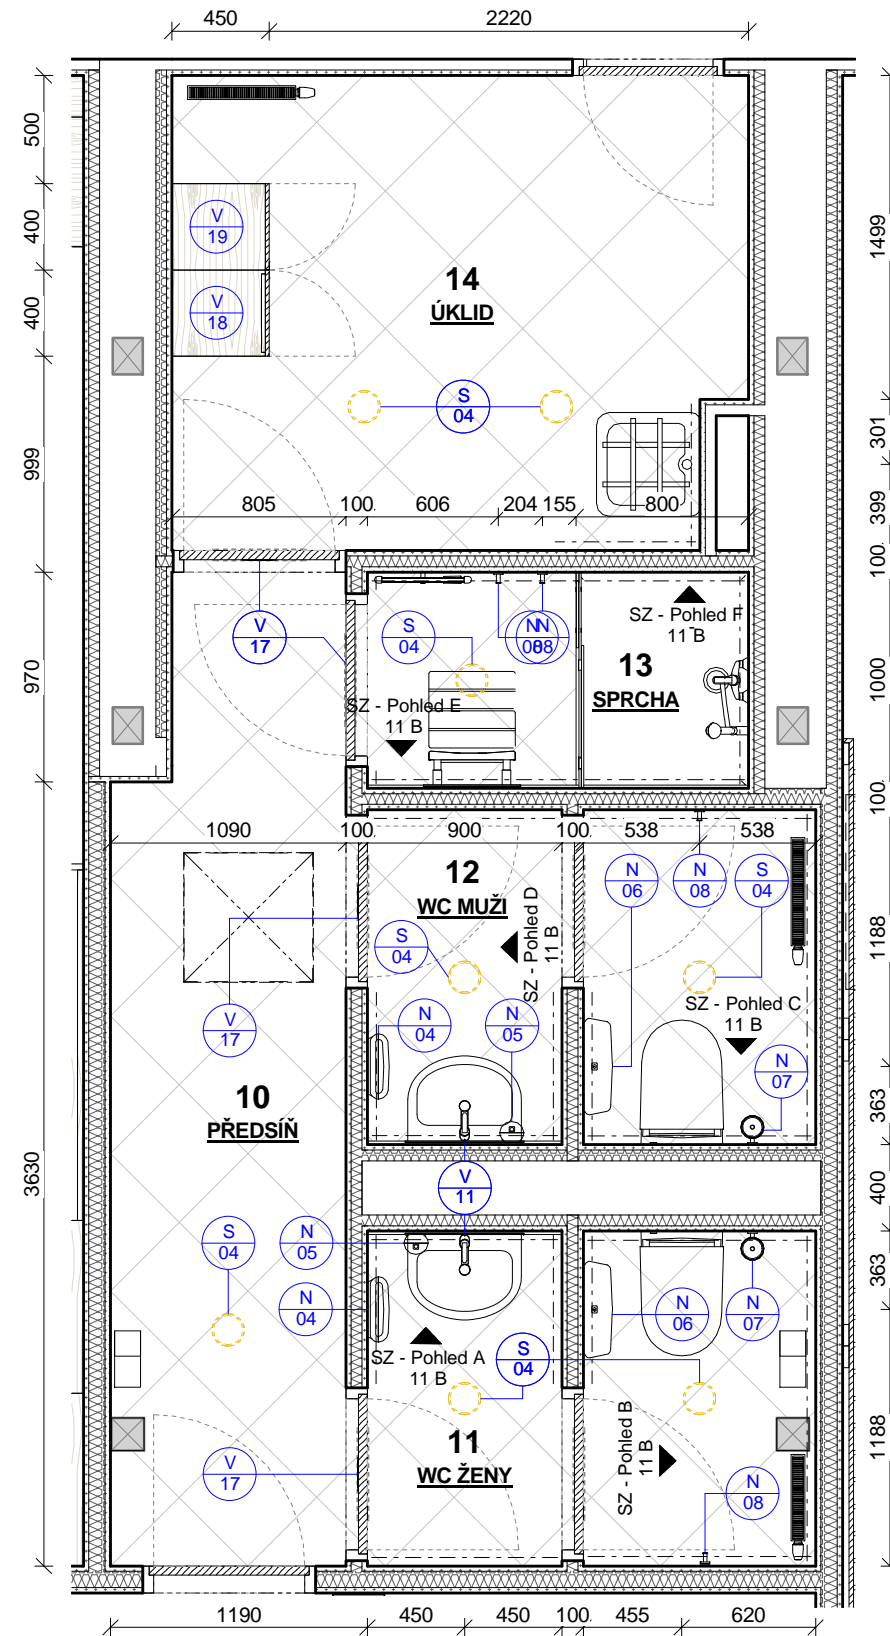 450
2220
500
400
400
999
970
3630
1499
301
399
100
1000
100
1188
363
400
363
1188
V
19
V
18
14
ÚKLID
S
04
805
100
606
204
155
800
V
17
S
04
N
N
08
SZ - Pohled F
11 B
13
SPRCHA
SZ - Pohled E
11 B
1090
100
900
100
538
538
12
WC MUŽI
N
06
N
08
S
04
S
04
SZ - Pohled D
11 B
SZ - Pohled C
11 B
V
17
N
04
N
05
N
07
10
PŘEDSÍŇ
V
11
S
04
N
05
N
04
N
06
N
07
SZ - Pohled A
11 B
S
04
11
WC ŽENY
SZ - Pohled B
11 B
V
17
N
08
1190
450
450
100
455
620